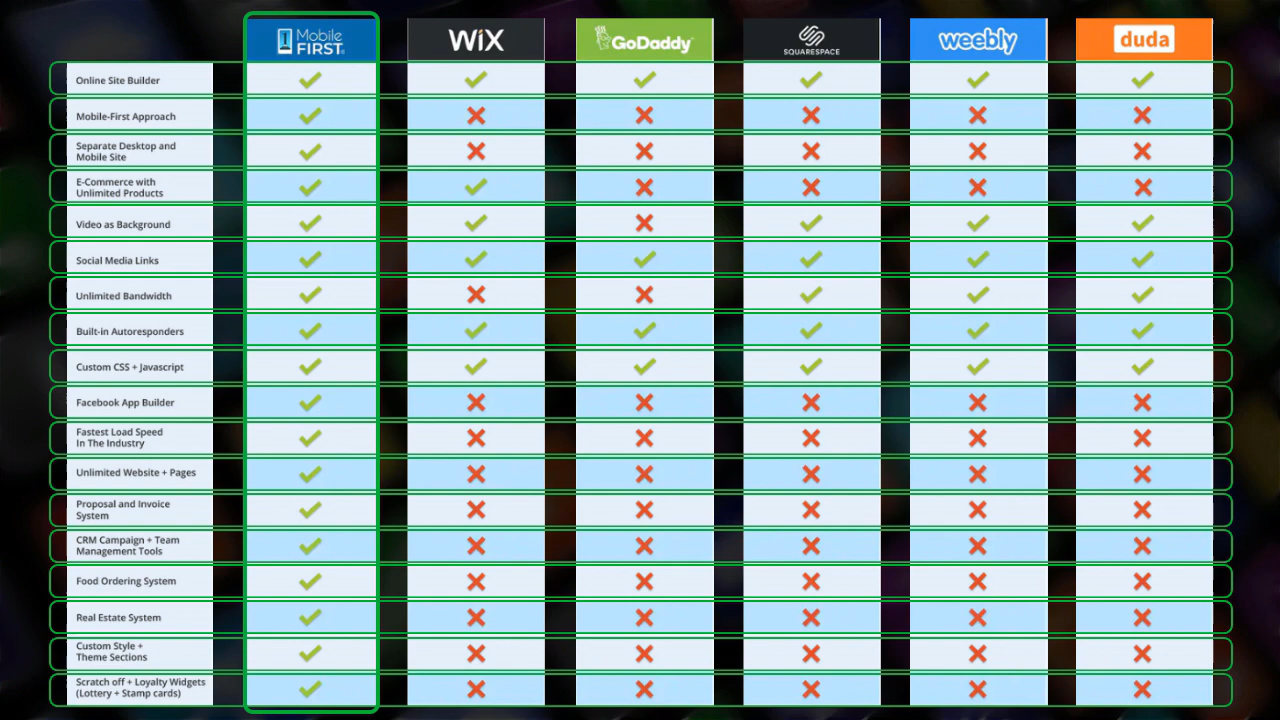 Mobile
FIRST
WiX
GoDaddy
SQUARESPACE
weebly
duda
Online Site Builder
Mobile-First Approach
Separate Desktop and
Mobile Site
E-Commerce with
Unlimited Products
Video as Background
Social Media Links
Unlimited Bandwidth
Built-in Autoresponders
Custom CSS + Javascript
Facebook App Builder
Fastest Load Speed
In The Industry
Unlimited Website + Pages
Proposal and Invoice
System
CRM Campaign + Team
Management Tools
Food Ordering System
Real Estate System
Custom Style +
Theme Sections
Scratch off + Loyalty Widgets
(Lottery + Stamp cards)